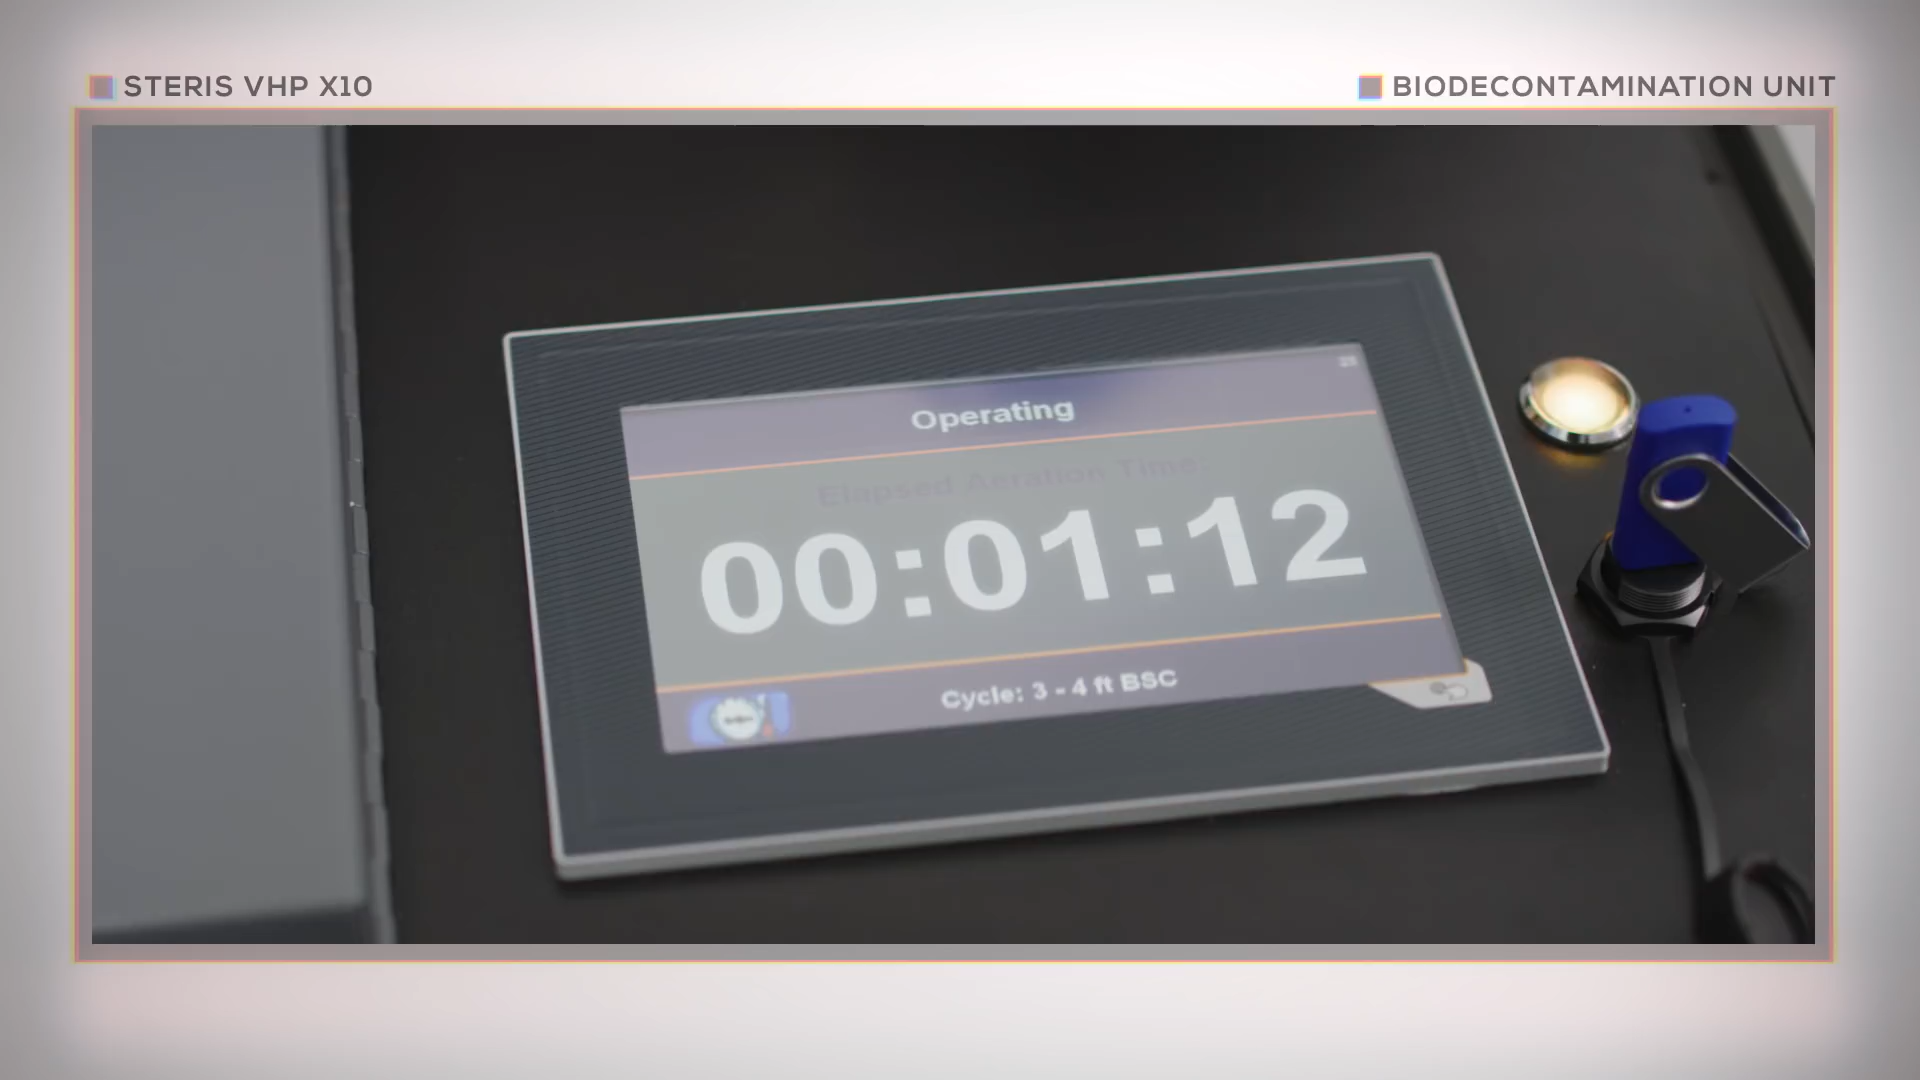 STERIS VHP X10
BIODECONTAMINATION UNIT
Operating
Elapsed Aeration Time:
00:01:12
Cycle: 3 - 4 ft BSC